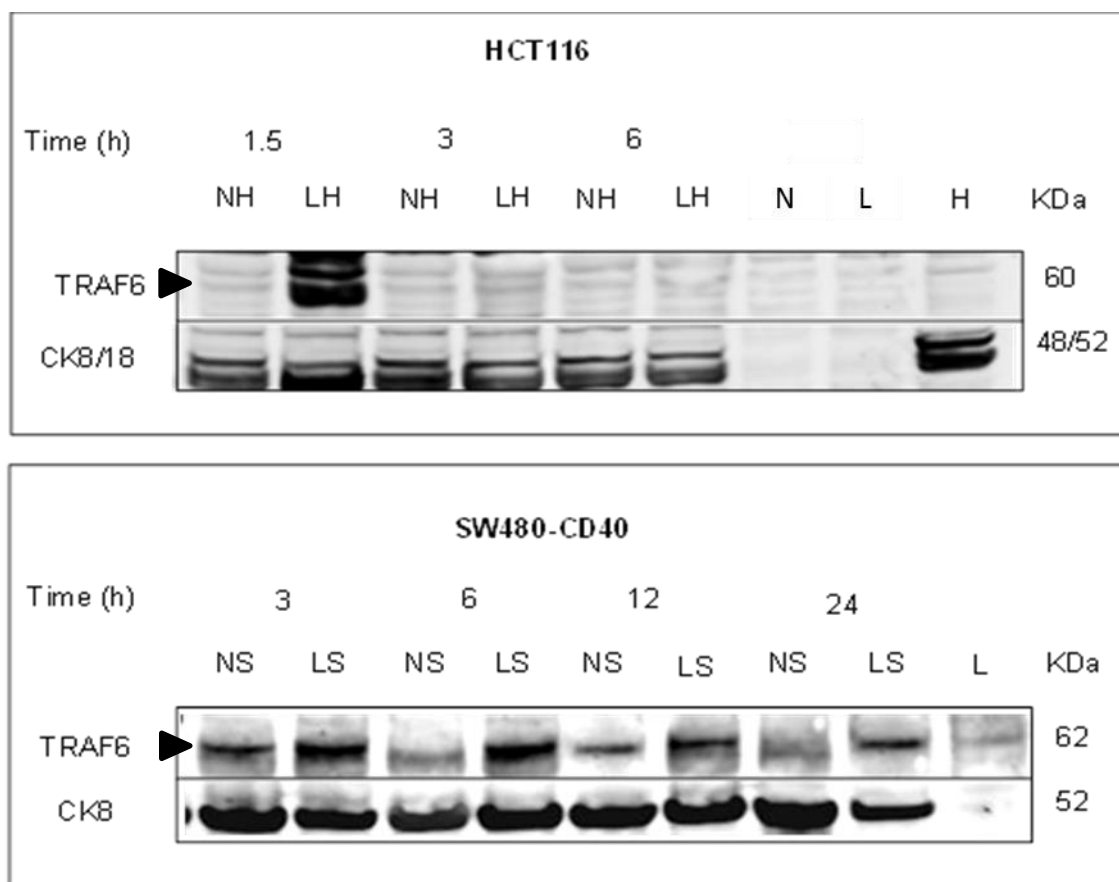 HCT116
Time (h) 1.5 3 6
NH LH NH LH NH LH N L H KDa
TRAF6 60
CK8/18 48/52
SW480-CD40
Time (h) 3 6 12 24
NS LS NS LS NS LS NS LS L KDa
TRAF6 62
CK8 52